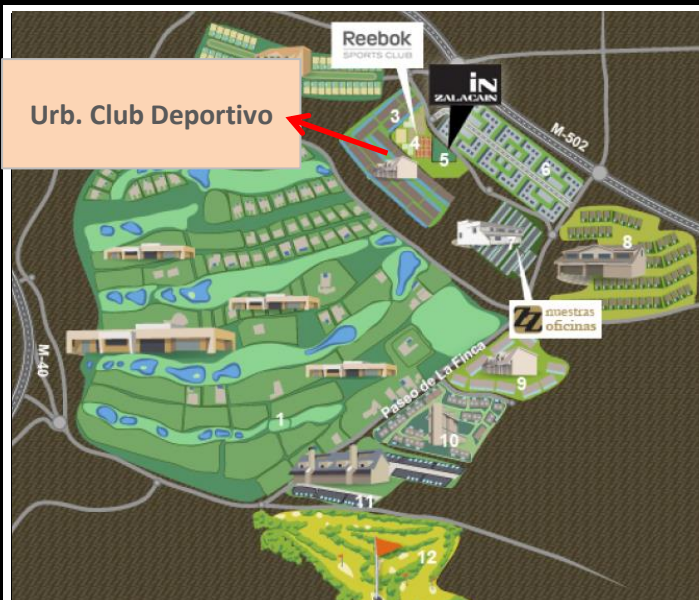 Reebok
SPORTS CLUB
in
ZALACAIN
Urb. Club Deportivo
3
4
5
M-502
6
7
8
nuestras
oficinas
M-40
Paseo de La Finca
9
1
10
11
12